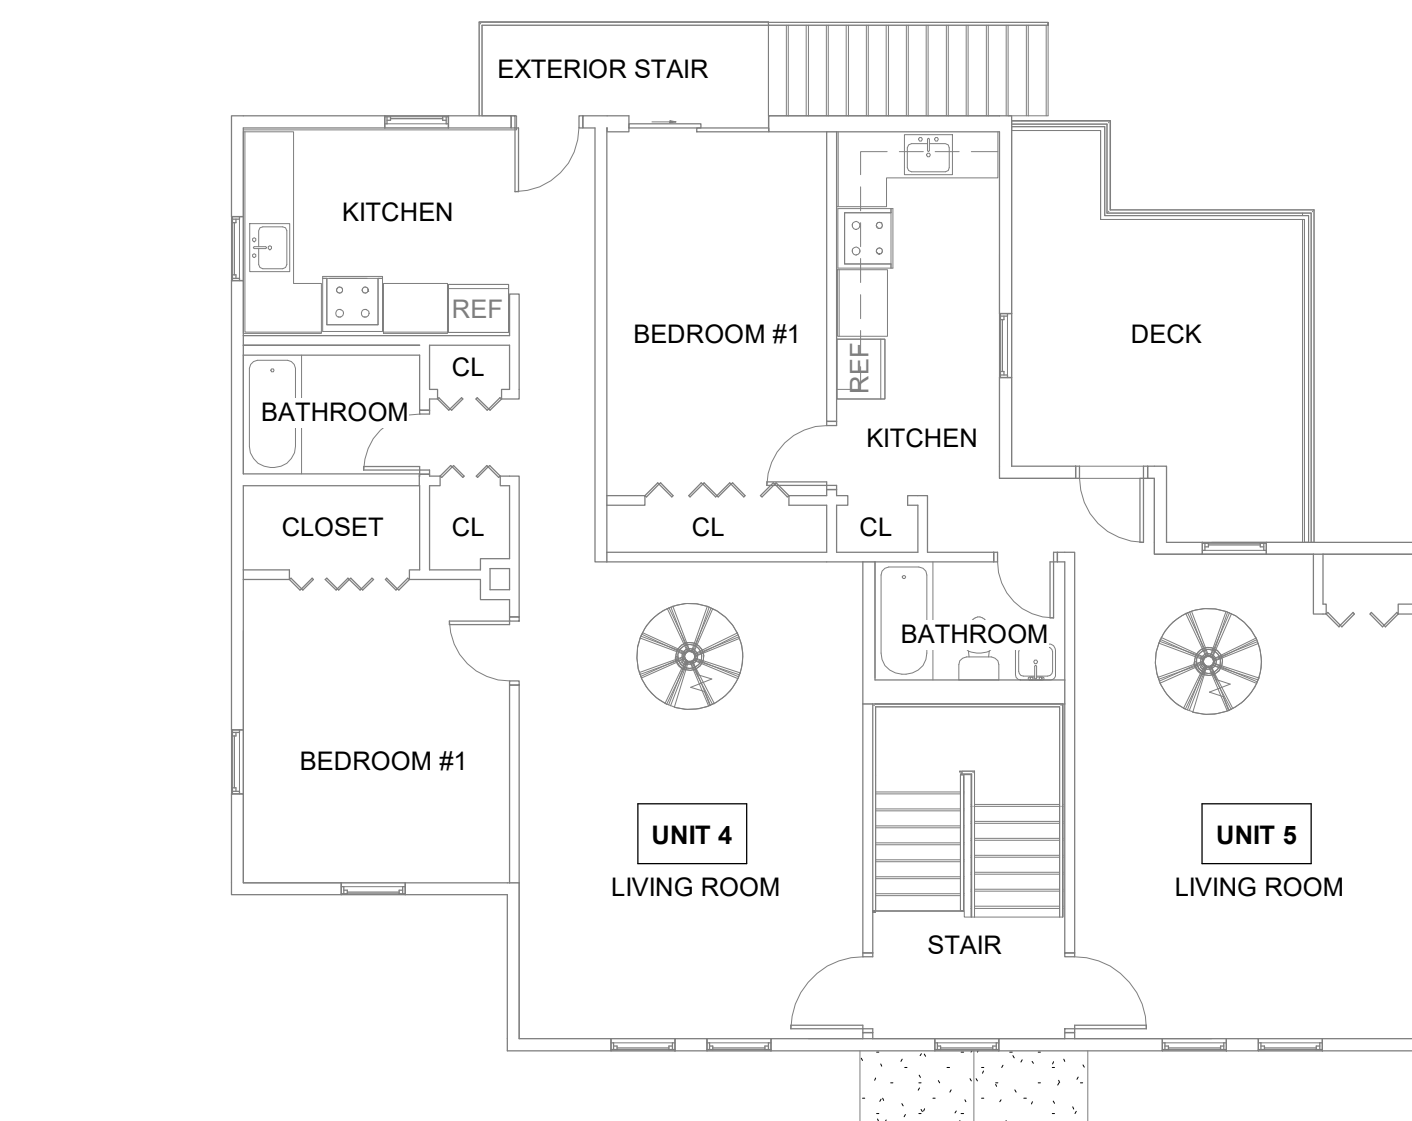 EXTERIOR STAIR
KITCHEN
REF
BEDROOM #1
DECK
REF
CL
BATHROOM
KITCHEN
CLOSET
CL
CL
CL
BATHROOM
BEDROOM #1
UNIT 4
LIVING ROOM
UNIT 5
LIVING ROOM
STAIR